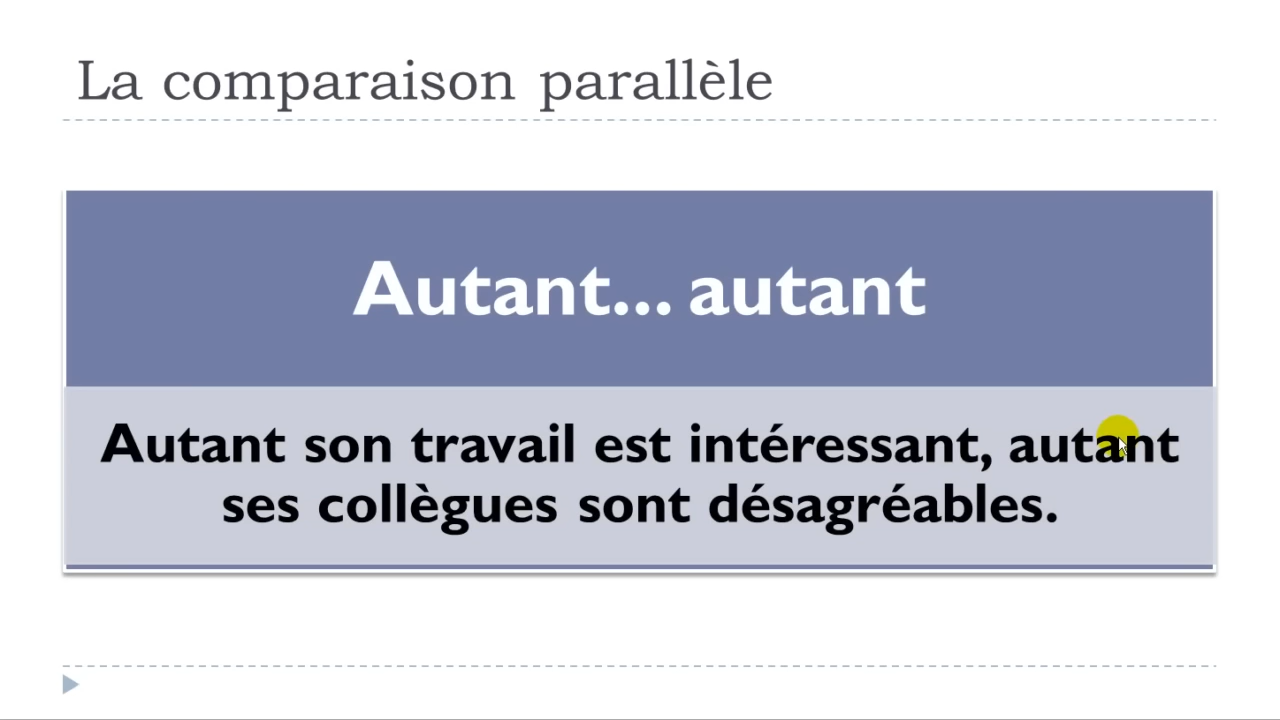 La comparaison parallèle
Autant... autant
Autant son travail est intéressant, autant
ses collègues sont désagréables.